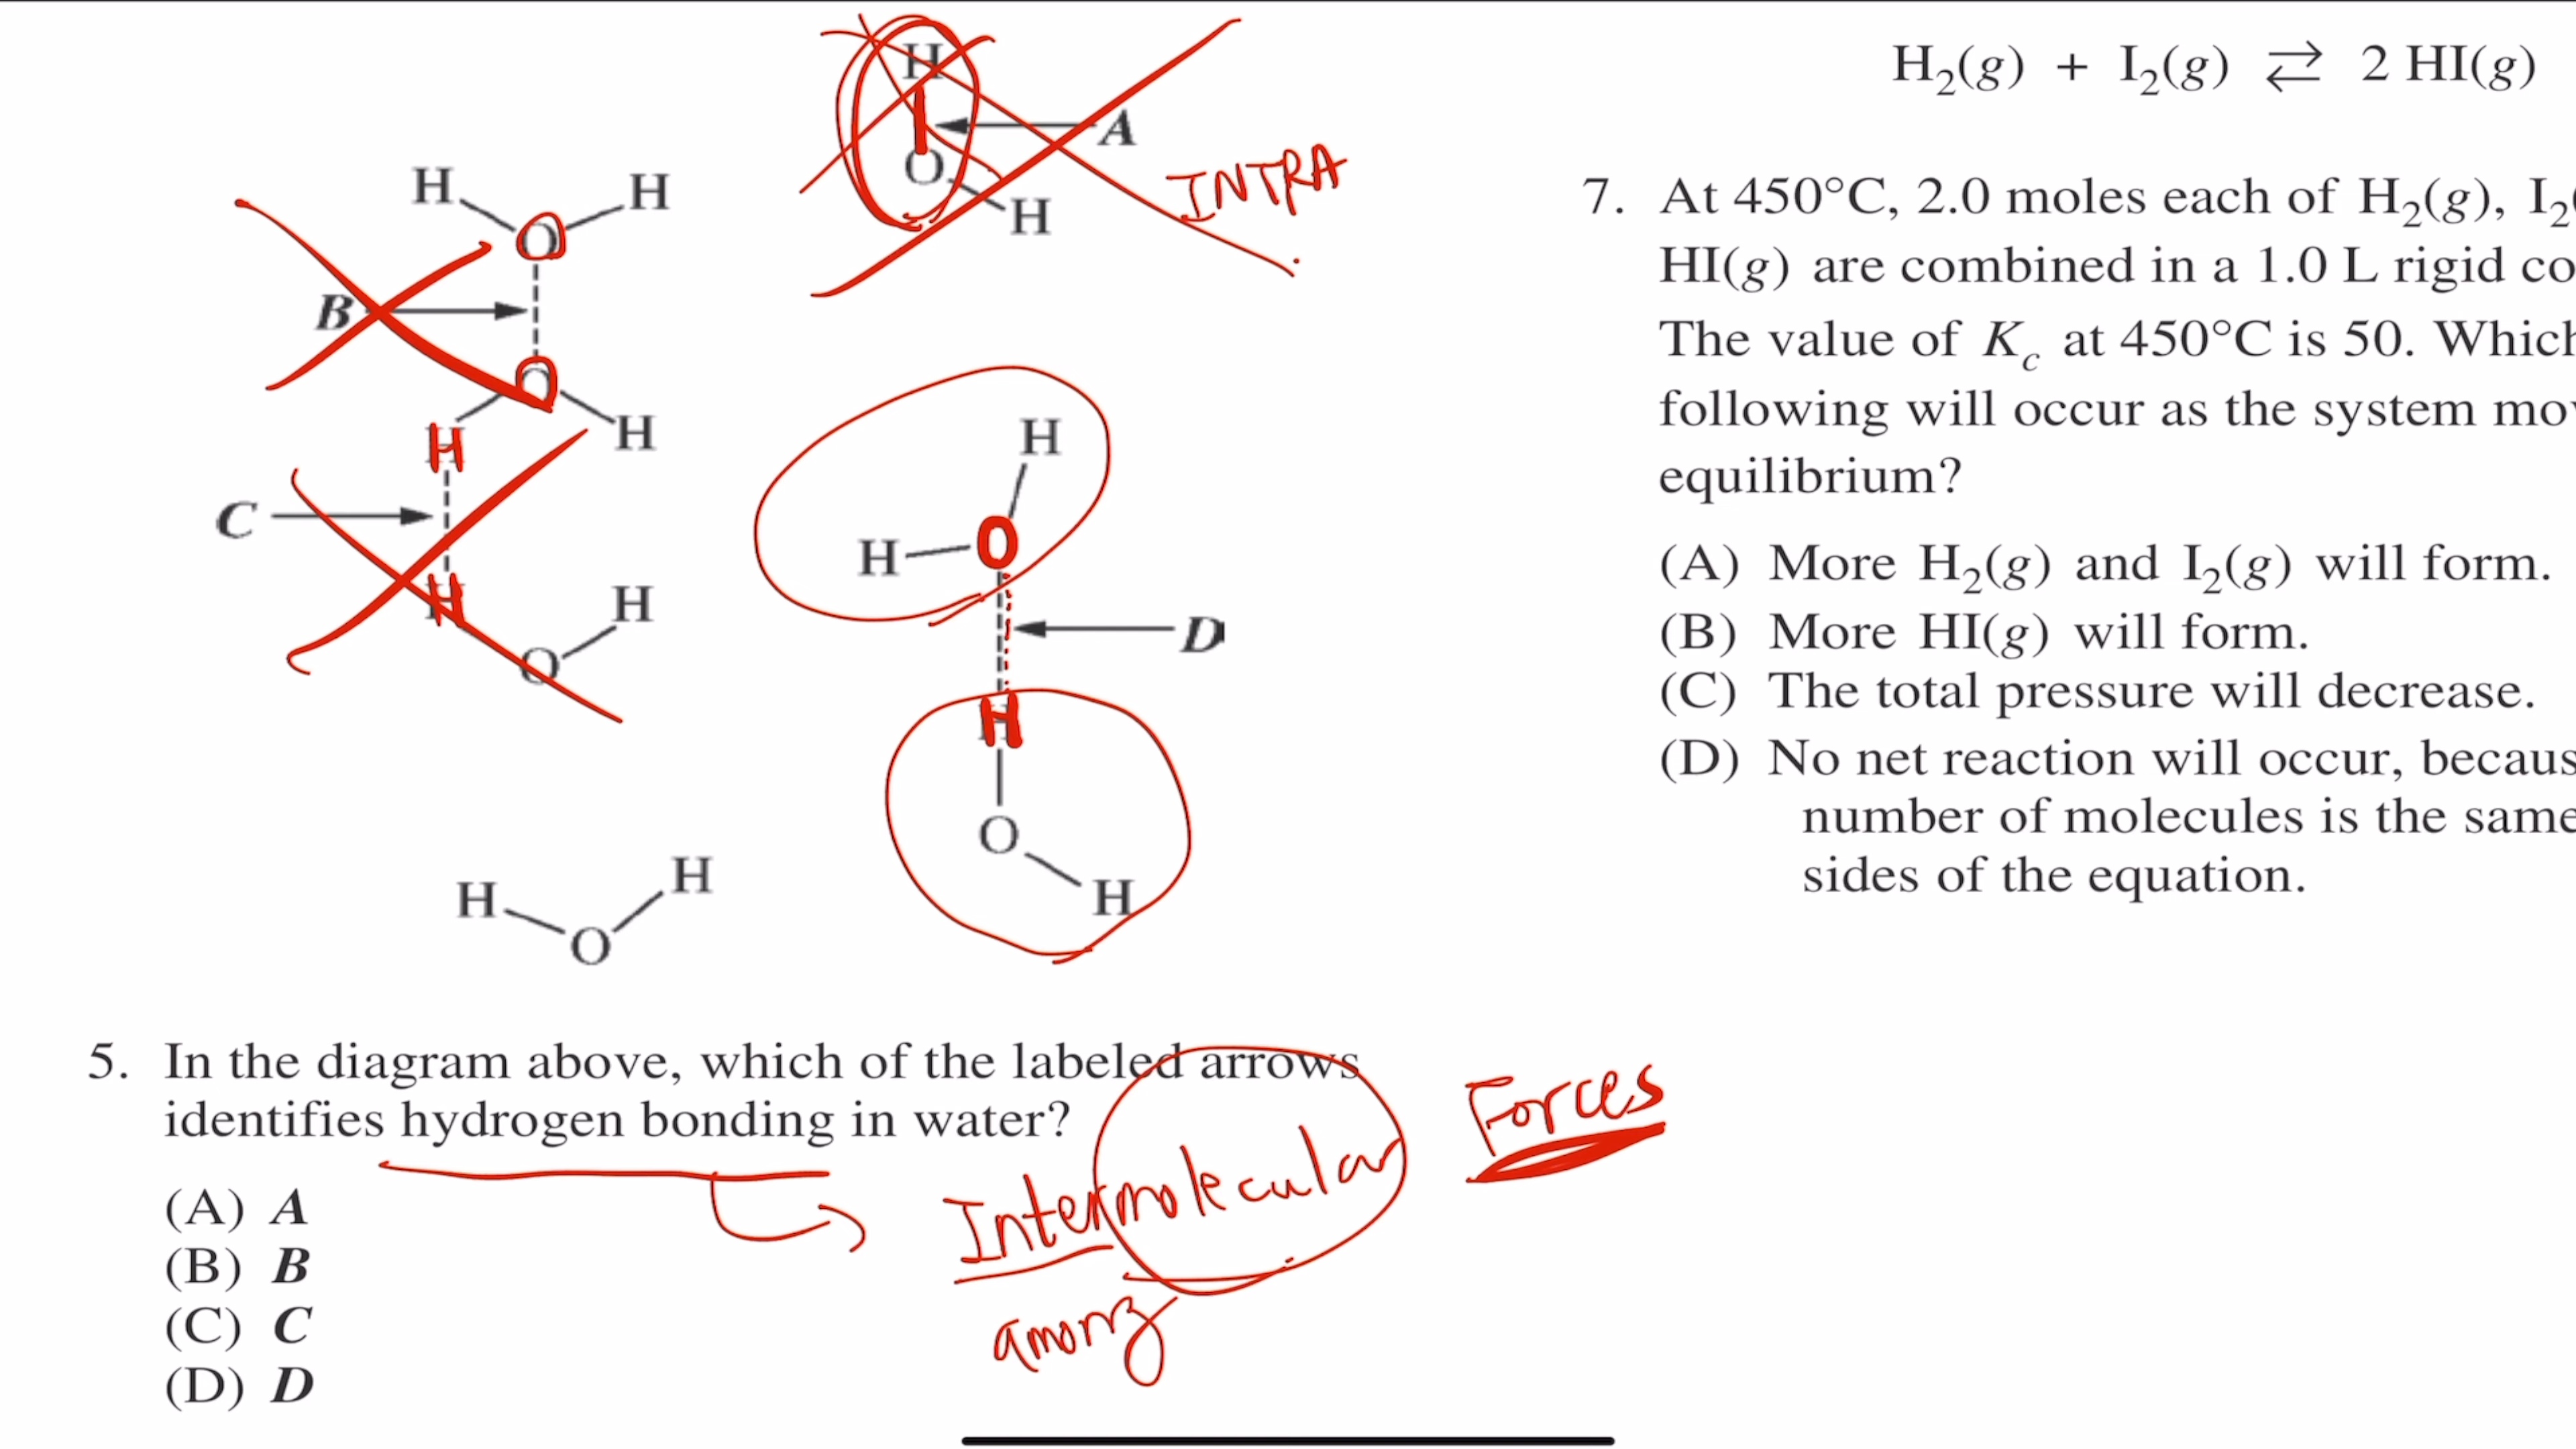 H
A
O
H
INTRA
H
H
O
B
O
H
H
C
H
H
O
H
H
O
D
H
O
H
H
H
O
5. In the diagram above, which of the labeled arrows
identifies hydrogen bonding in water?
Intermolecular Forces
among
(A) A
(B) B
(C) C
(D) D
H₂(g) + I₂(g) ⇄ 2 HI(g)
7. At 450°C, 2.0 moles each of H₂(g), I₂(
HI(g) are combined in a 1.0 L rigid co
The value of K꜀ at 450°C is 50. Which
following will occur as the system mo
equilibrium?
(A) More H₂(g) and I₂(g) will form.
(B) More HI(g) will form.
(C) The total pressure will decrease.
(D) No net reaction will occur, becaus
number of molecules is the same
sides of the equation.